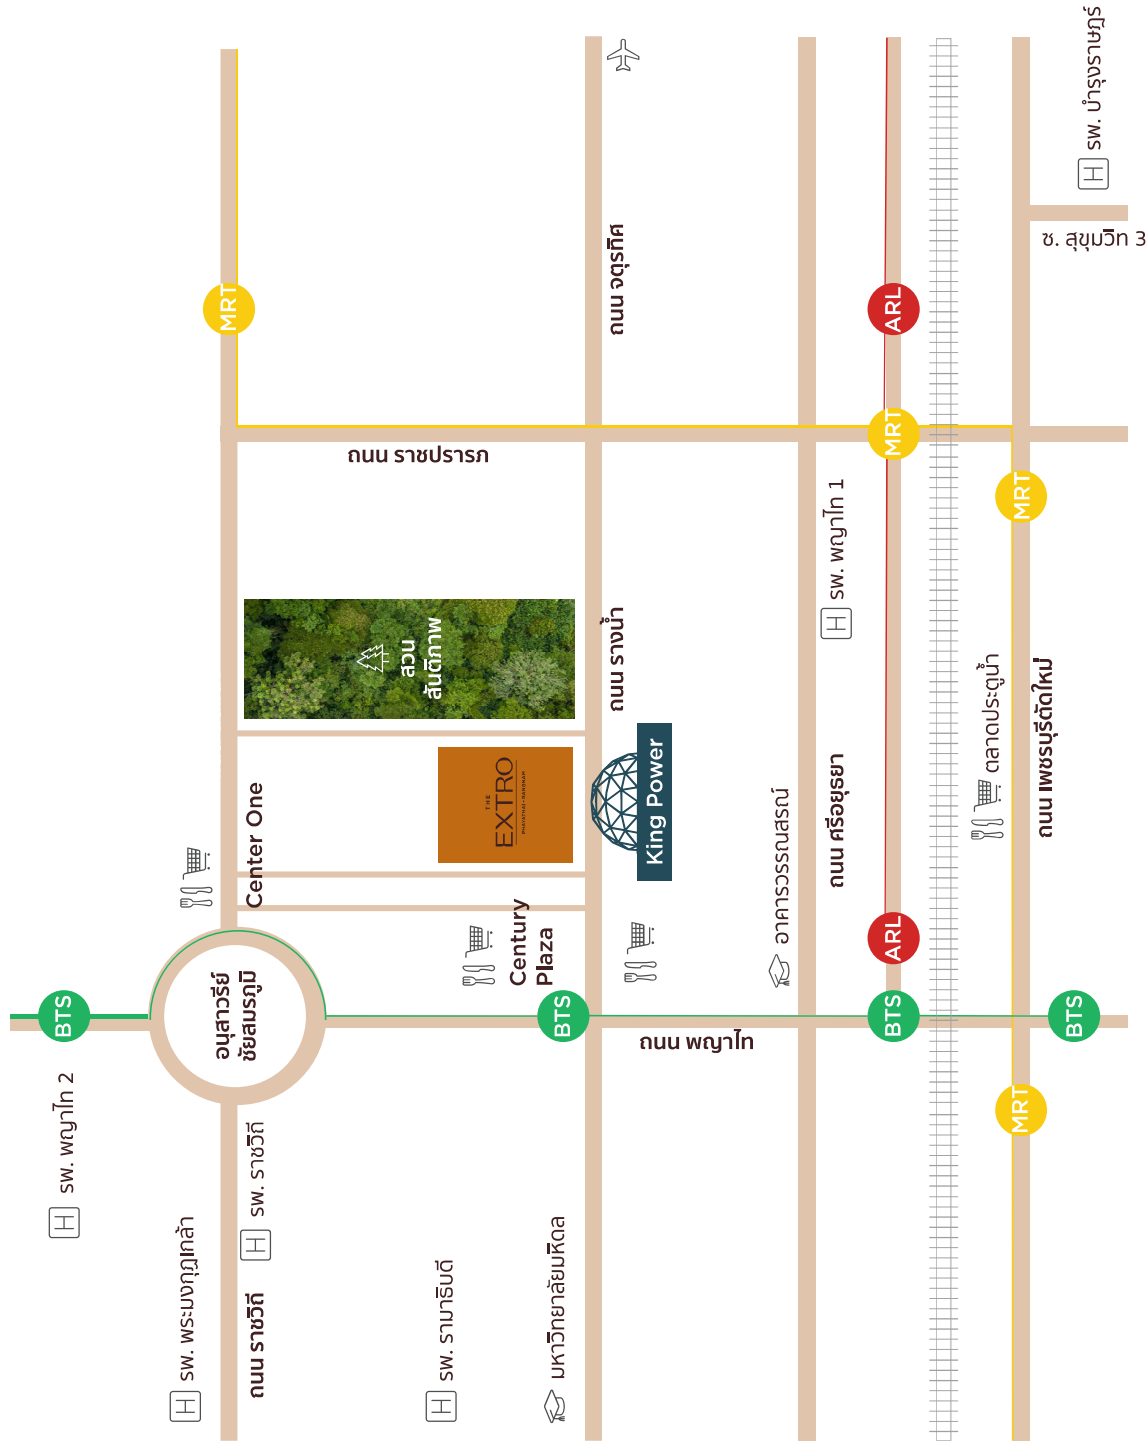 BTS
รพ. พญาไท 2
อนุสาวรีย์
ชัยสมรภูมิ
รพ. พระมงกุฎเกล้า
รพ. ราชวิถี
ถนน ราชวิถี
Center One
MRT
ถนน ราชปรารภ
สวน
สันติภาพ
THE
EXTRO
PHAYATHAI-RANGNAM
Century
Plaza
รพ. รามาธิบดี
มหาวิทยาลัยมหิดล
BTS
ถนน รางน้ำ
ถนน จตุรทิศ
King Power
ถนน พญาไท
อาคารวรรณสรณ์
ถนน ศรีอยุธยา
รพ. พญาไท 1
ARL
MRT
ARL
BTS
ตลาดประตูน้ำ
ถนน เพชรบุรีตัดใหม่
MRT
MRT
BTS
ซ. สุขุมวิท 3
รพ. บำรุงราษฎร์